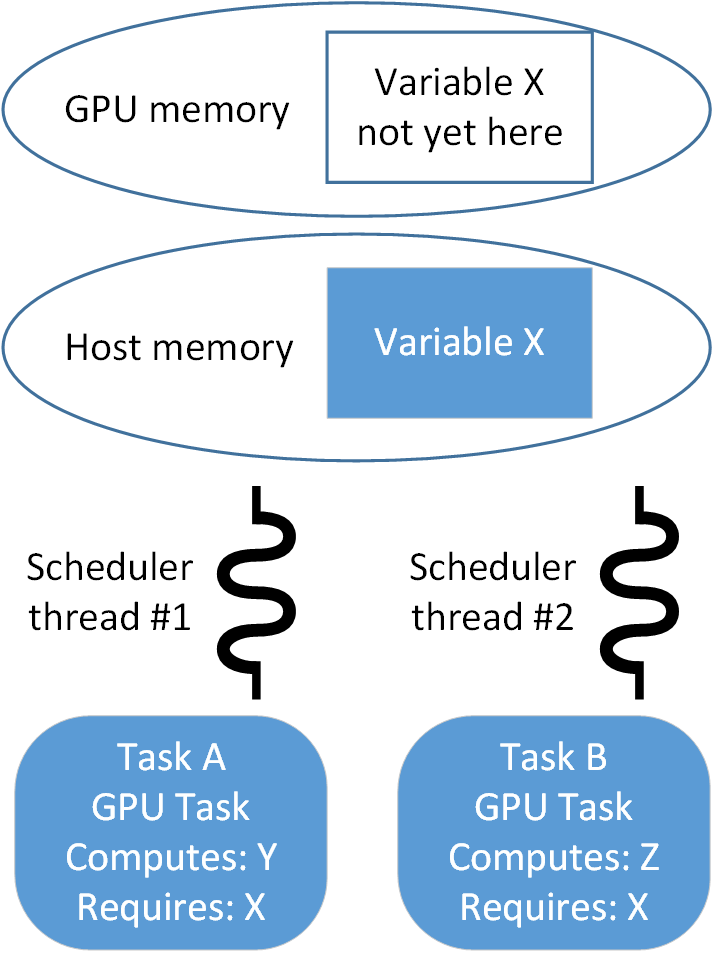 GPU memory
Variable X
not yet here
Host memory
Variable X
Scheduler
thread #1
Scheduler
thread #2
Task A
GPU Task
Computes: Y
Requires: X
Task B
GPU Task
Computes: Z
Requires: X